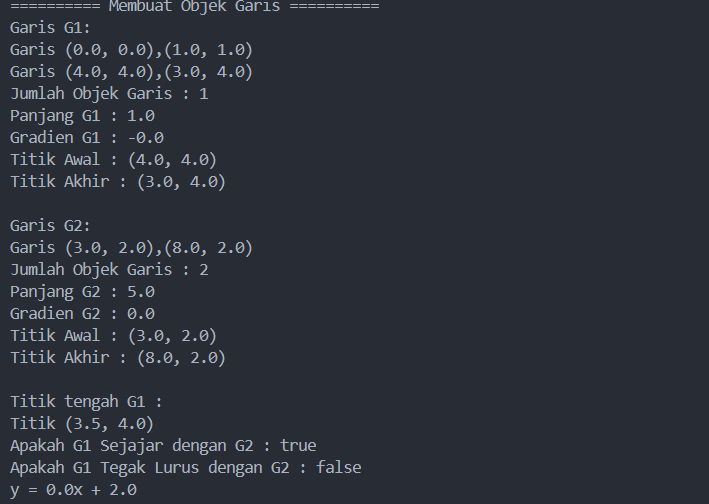 ========== Membuat Objek Garis ==========
Garis G1:
Garis (0.0, 0.0),(1.0, 1.0)
Garis (4.0, 4.0),(3.0, 4.0)
Jumlah Objek Garis : 1
Panjang G1 : 1.0
Gradien G1 : -0.0
Titik Awal : (4.0, 4.0)
Titik Akhir : (3.0, 4.0)
Garis G2:
Garis (3.0, 2.0),(8.0, 2.0)
Jumlah Objek Garis : 2
Panjang G2 : 5.0
Gradien G2 : 0.0
Titik Awal : (3.0, 2.0)
Titik Akhir : (8.0, 2.0)
Titik tengah G1 :
Titik (3.5, 4.0)
Apakah G1 Sejajar dengan G2 : true
Apakah G1 Tegak Lurus dengan G2 : false
y = 0.0x + 2.0